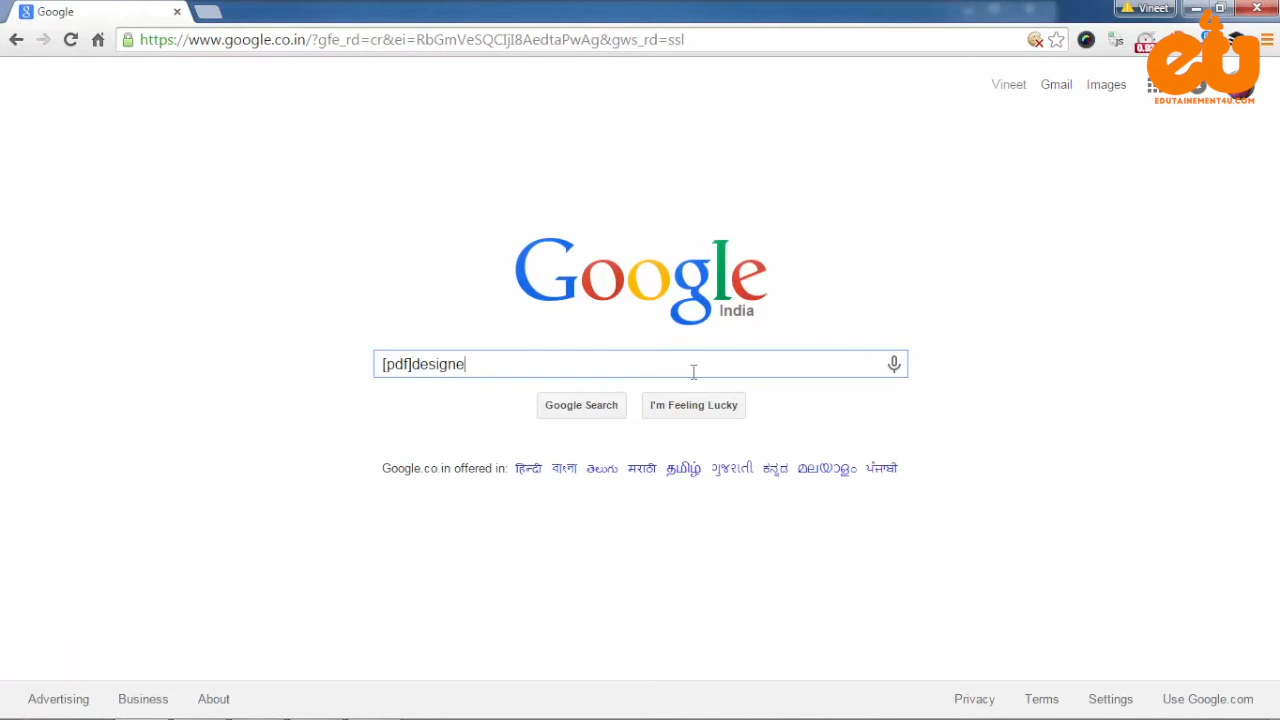 Google
Vineet
https://www.google.co.in/?gfe_rd=cr&ei=RbGmVeSQCIJi8AedtaPwAg&gws_rd=ssl
e4u
EDUTAINEMENT4U.COM
Vineet Gmail Images
Google
India
[pdf]designe
Google Search I'm Feeling Lucky
Google.co.in offered in: हिन्दी বাংলা తెలుగు मराठी தமிழ் ગુજરાતી ಕನ್ನಡ മലയാളം ਪੰਜਾਬੀ
Advertising Business About Privacy Terms Settings Use Google.com